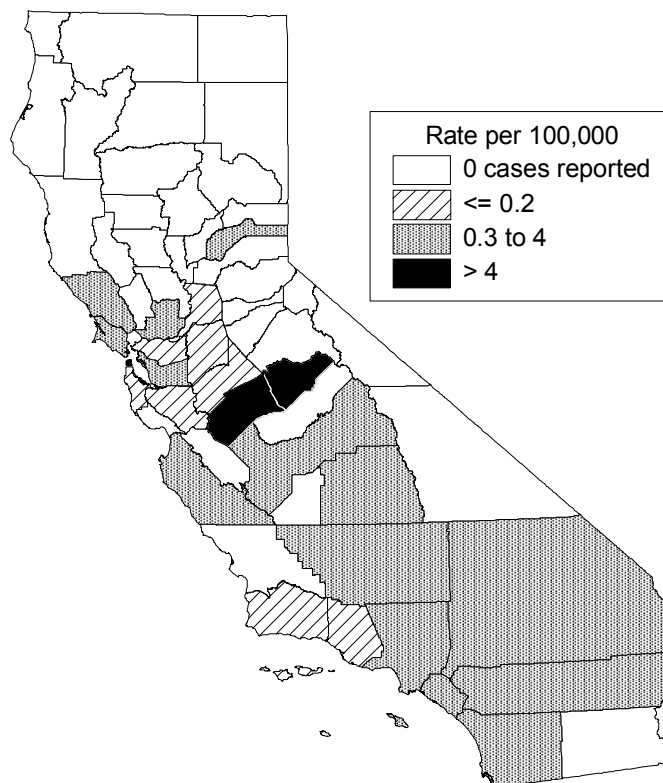 Rate per 100,000
0 cases reported
<= 0.2
0.3 to 4
> 4